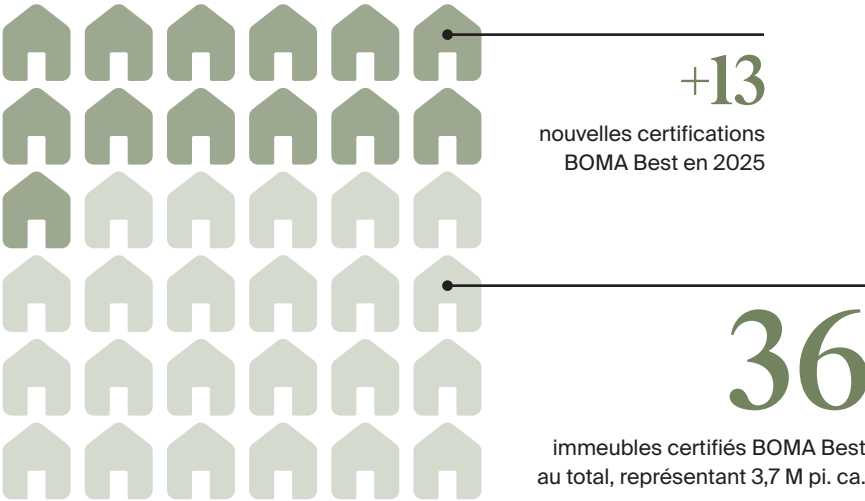 +13
nouvelles certifications
BOMA Best en 2025
36
immeubles certifiés BOMA Best
au total, représentant 3,7 M pi. ca.